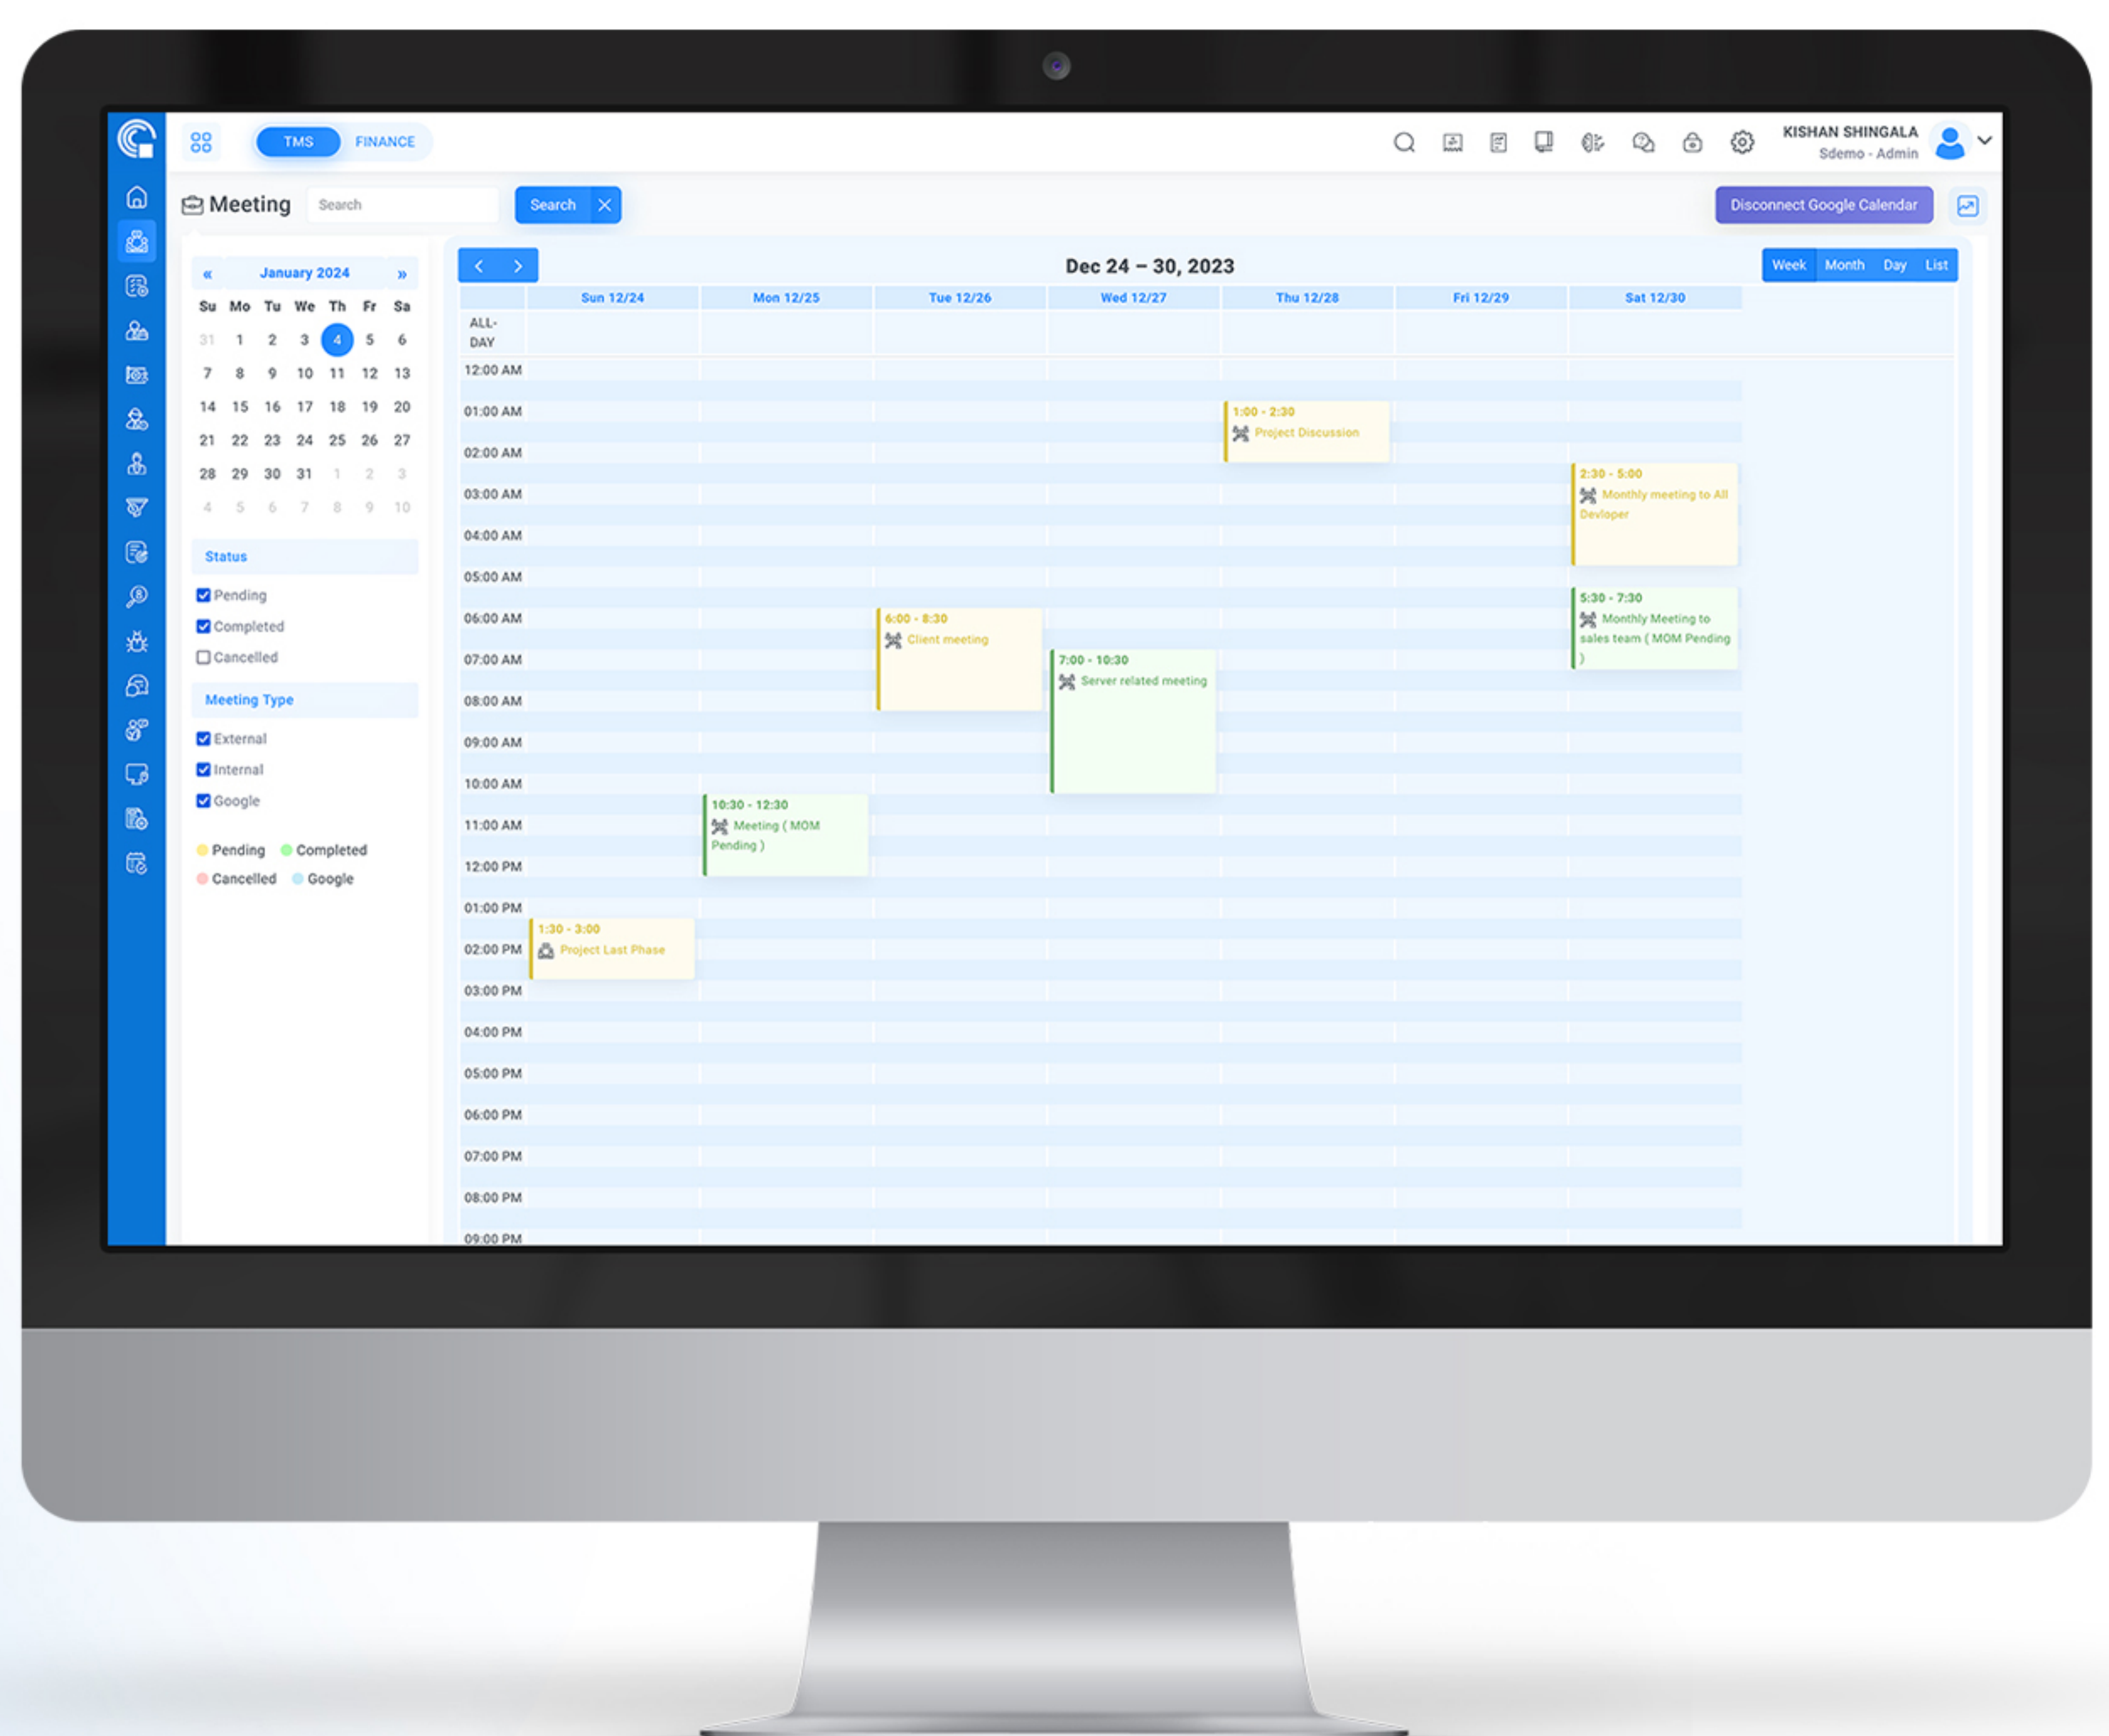 TMS FINANCE
KISHAN SHINGALA
Sdemo - Admin
Meeting Search Search
Disconnect Google Calendar
« January 2024 »
Su Mo Tu We Th Fr Sa
31 1 2 3 4 5 6
7 8 9 10 11 12 13
14 15 16 17 18 19 20
21 22 23 24 25 26 27
28 29 30 31 1 2 3
4 5 6 7 8 9 10
Status
Pending
Completed
Cancelled
Meeting Type
External
Internal
Google
Pending Completed
Cancelled Google
Dec 24 – 30, 2023
Week Month Day List
Sun 12/24 Mon 12/25 Tue 12/26 Wed 12/27 Thu 12/28 Fri 12/29 Sat 12/30
ALL-
DAY
12:00 AM
01:00 AM
02:00 AM
03:00 AM
04:00 AM
05:00 AM
06:00 AM
07:00 AM
08:00 AM
09:00 AM
10:00 AM
11:00 AM
12:00 PM
01:00 PM
02:00 PM
03:00 PM
04:00 PM
05:00 PM
06:00 PM
07:00 PM
08:00 PM
09:00 PM
1:30 - 3:00
Project Last Phase
10:30 - 12:30
Meeting ( MOM
Pending )
6:00 - 8:30
Client meeting
7:00 - 10:30
Server related meeting
1:00 - 2:30
Project Discussion
2:30 - 5:00
Monthly meeting to All
Devloper
5:30 - 7:30
Monthly Meeting to
sales team ( MOM Pending
)